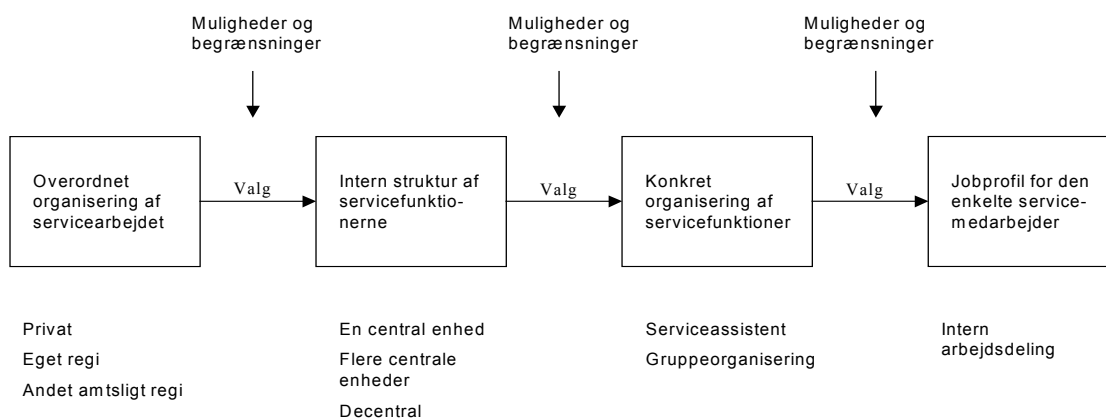 Muligheder og
begrænsninger
Muligheder og
begrænsninger
Muligheder og
begrænsninger
Overordnet
organisering af
servicearbejdet
Valg
Intern struktur af
servicefunktio-
nerne
Valg
Konkret
organisering af
servicefunktioner
Valg
Jobprofil for den
enkelte service-
medarbejder
Privat
Eget regi
Andet amtsligt regi
En central enhed
Flere centrale
enheder
Decentral
Serviceassistent
Gruppeorganisering
Intern
arbejdsdeling